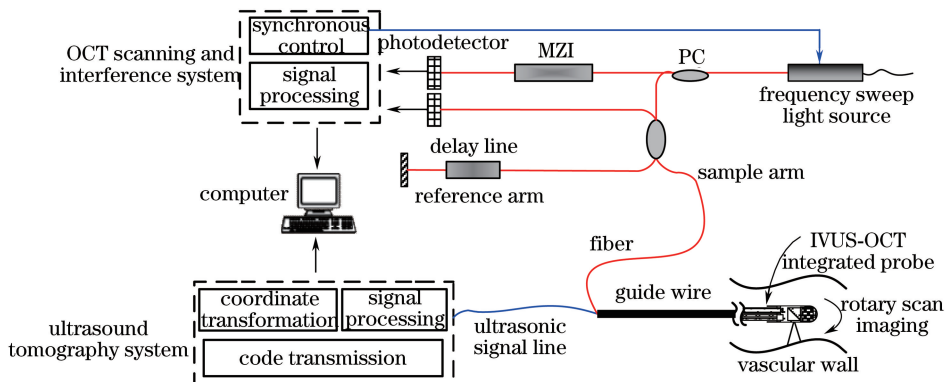 OCT scanning and
interference system
synchronous
control
signal
processing
photodetector
MZI
PC
frequency sweep
light source
delay line
reference arm
sample arm
computer
fiber
IVUS-OCT
integrated probe
guide wire
rotary scan
imaging
vascular wall
ultrasound
tomography system
coordinate
transformation
signal
processing
code transmission
ultrasonic
signal line